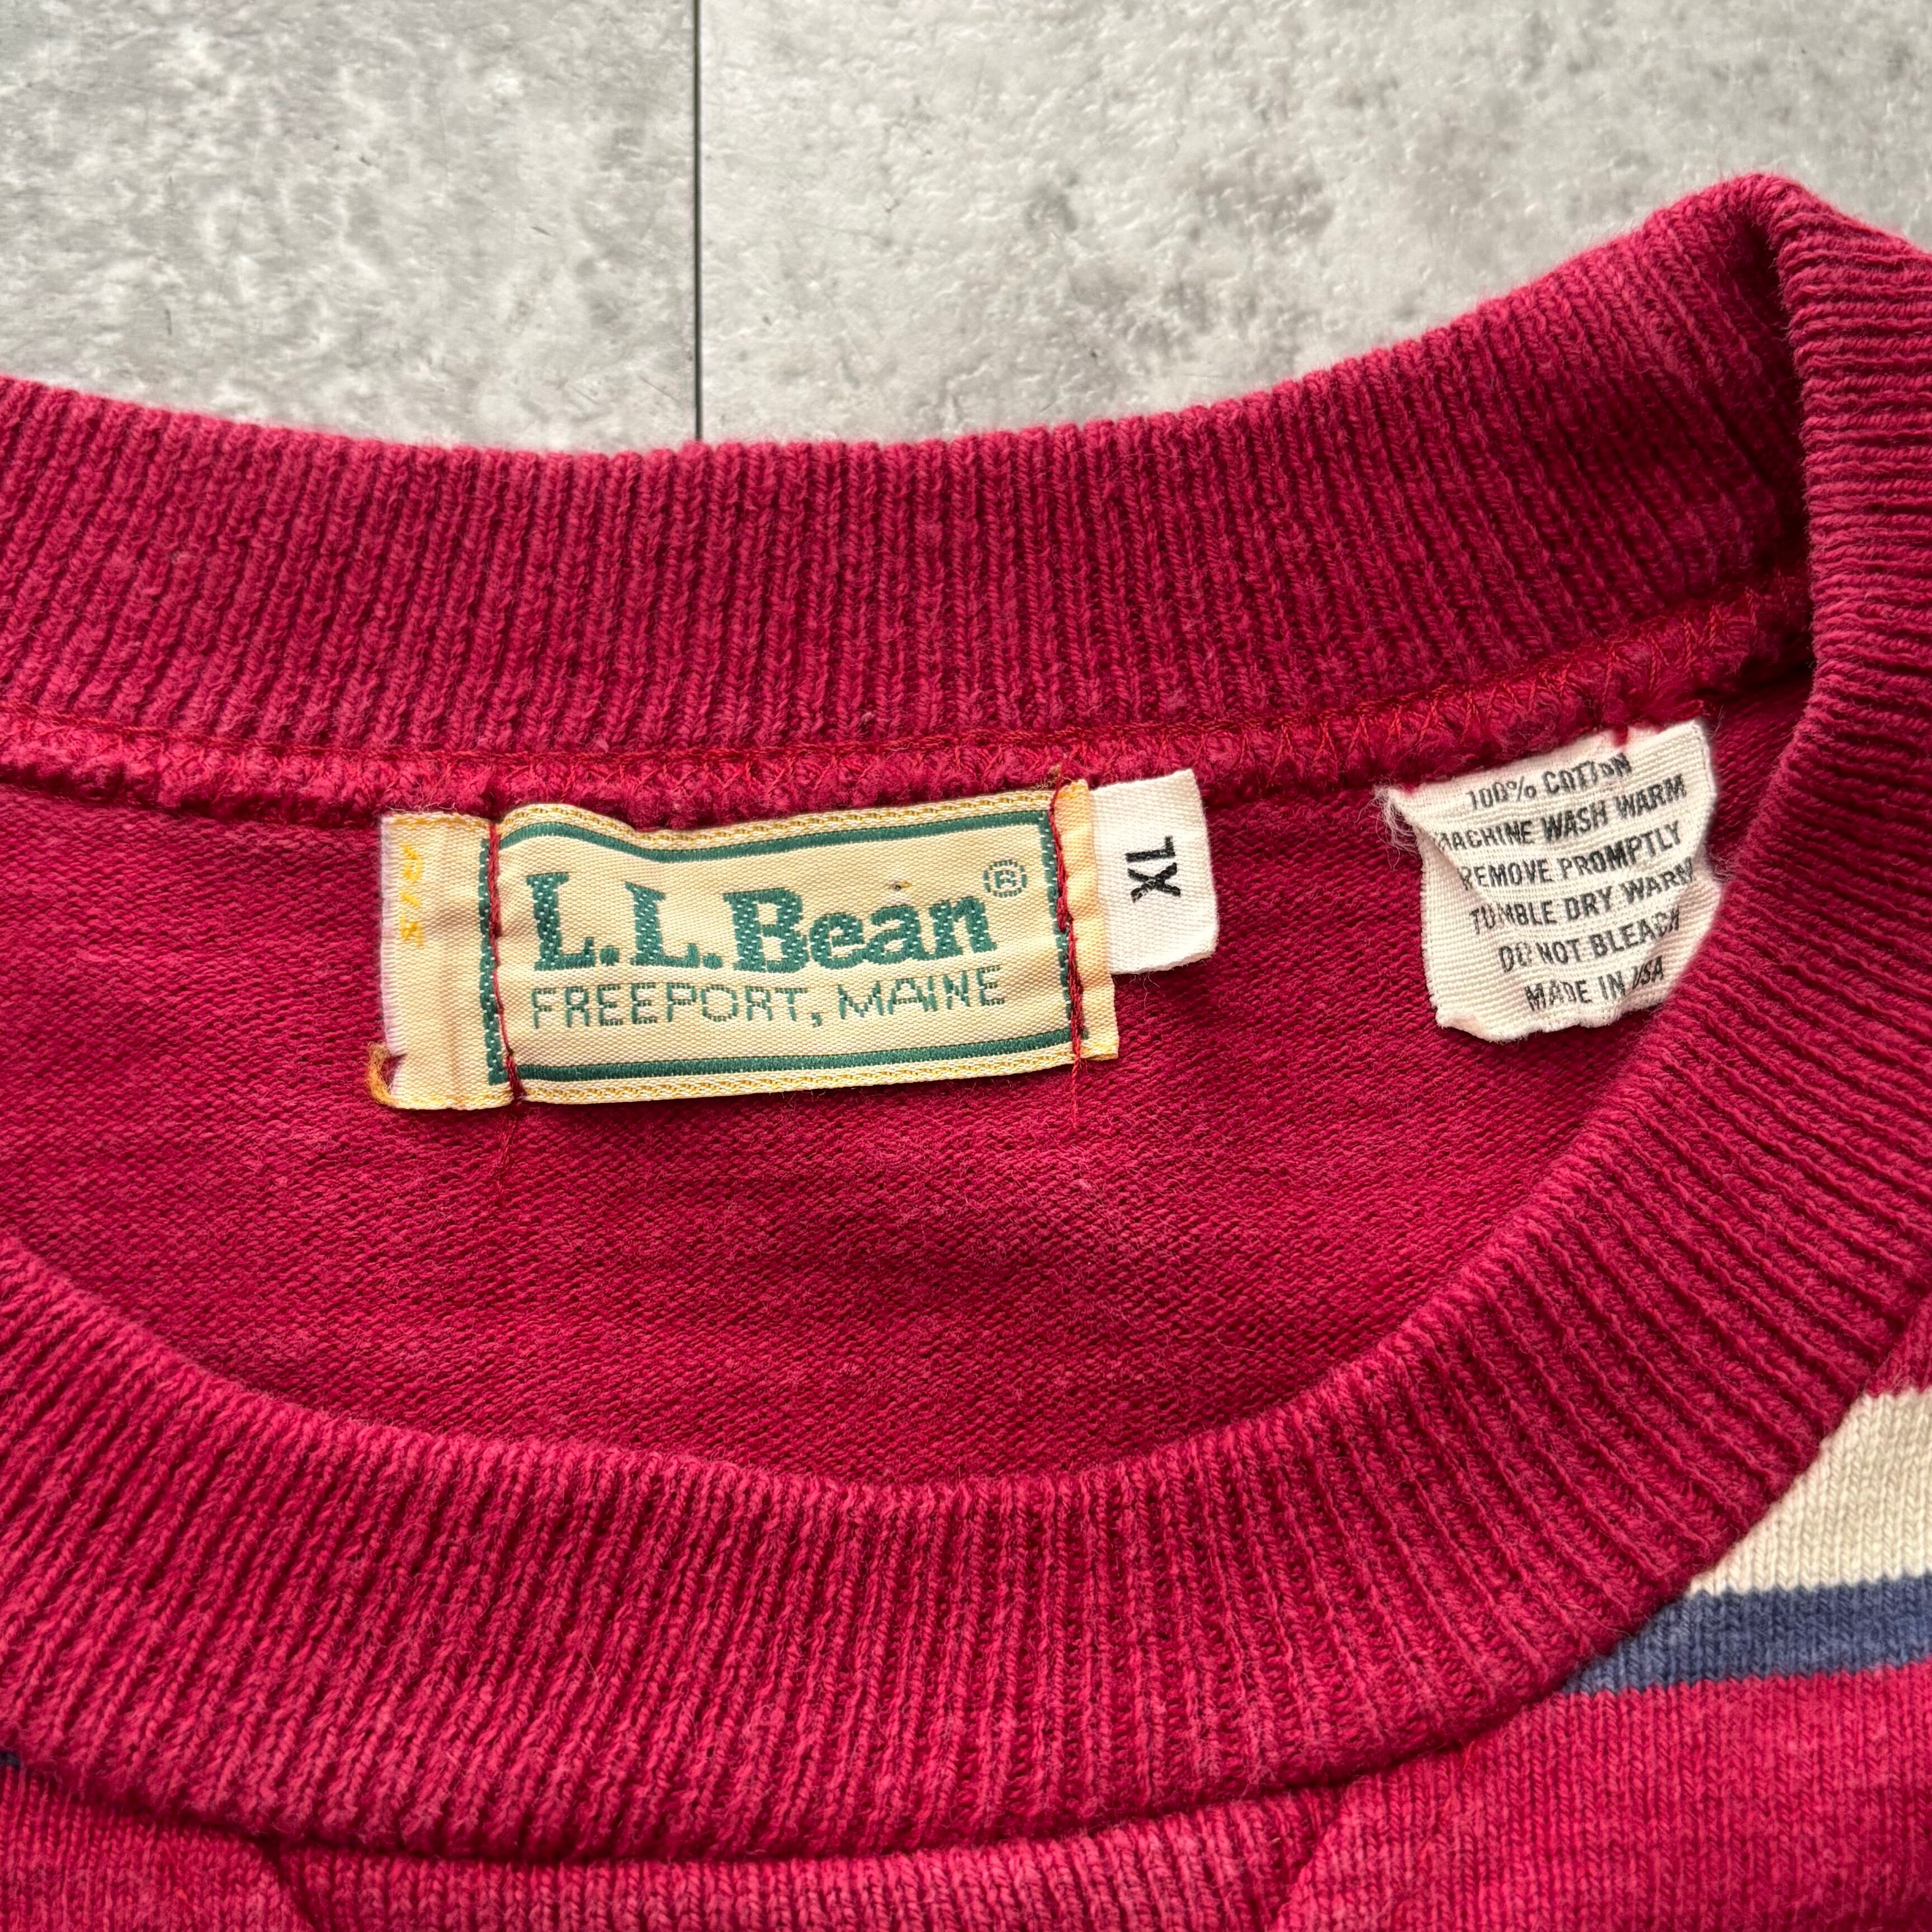 L.L.Bean®
FREEPORT, MAINE
XL
100% COTTON
MACHINE WASH WARM
REMOVE PROMPTLY
TUMBLE DRY WARM
DO NOT BLEACH
MADE IN USA